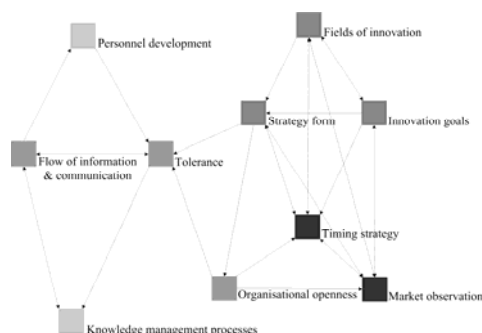 Fields of innovation
Personnel development
Strategy form
Innovation goals
Flow of information
& communication
Tolerance
Timing strategy
Organisational openness
Market observation
Knowledge management processes